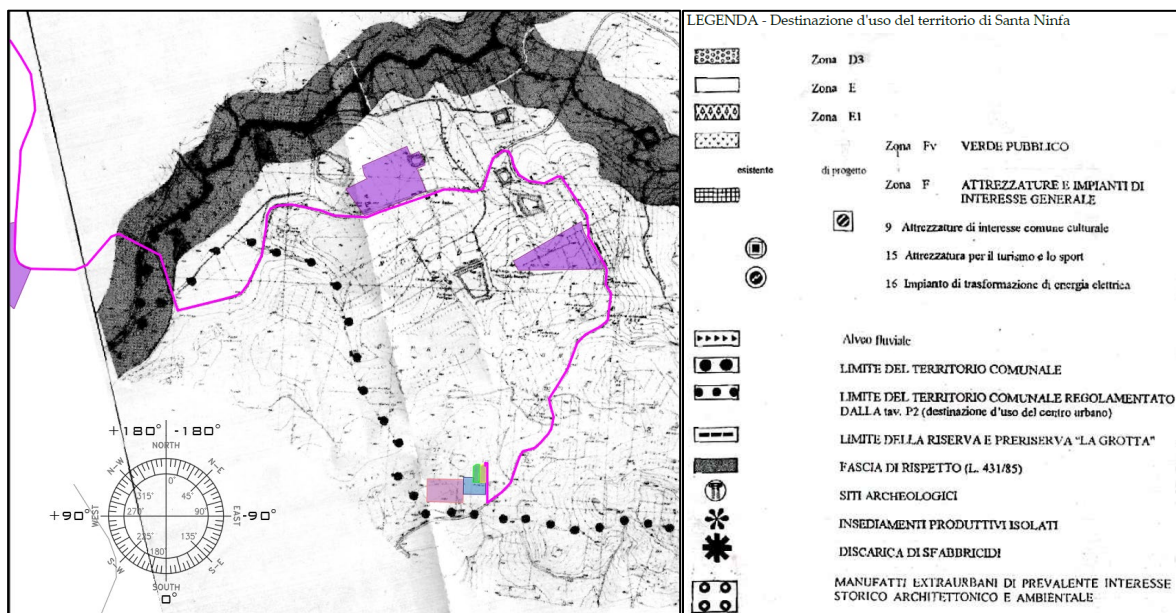 LEGENDA - Destinazione d'uso del territorio di Santa Ninfa
Zona D3
Zona E
Zona E1
Zona Fv VERDE PUBBLICO
esistente di progetto
Zona F ATTREZZATURE E IMPIANTI DI
INTERESSE GENERALE
9 Attrezzature di interesse comune culturale
15 Attrezzatura per il turismo e lo sport
16 Impianto di trasformazione di energia elettrica
Alveo fluviale
LIMITE DEL TERRITORIO COMUNALE
LIMITE DEL TERRITORIO COMUNALE REGOLAMENTATO
DALLA tav. P2 (destinazione d'uso del centro urbano)
LIMITE DELLA RISERVA E PRERISERVA "LA GROTTA"
FASCIA DI RISPETTO (L. 431/85)
SITI ARCHEOLOGICI
INSEDIAMENTI PRODUTTIVI ISOLATI
DISCARICA DI SFABBRICIDI
MANUFATTI EXTRAURBANI DI PREVALENTE INTERESSE
STORICO ARCHITETTONICO E AMBIENTALE
+180° -180°
NORTH
N-W N-E
0°
315° 45°
+90° WEST 270° 90° EAST -90°
225° 135°
180°
S-W S-E
SOUTH
0°